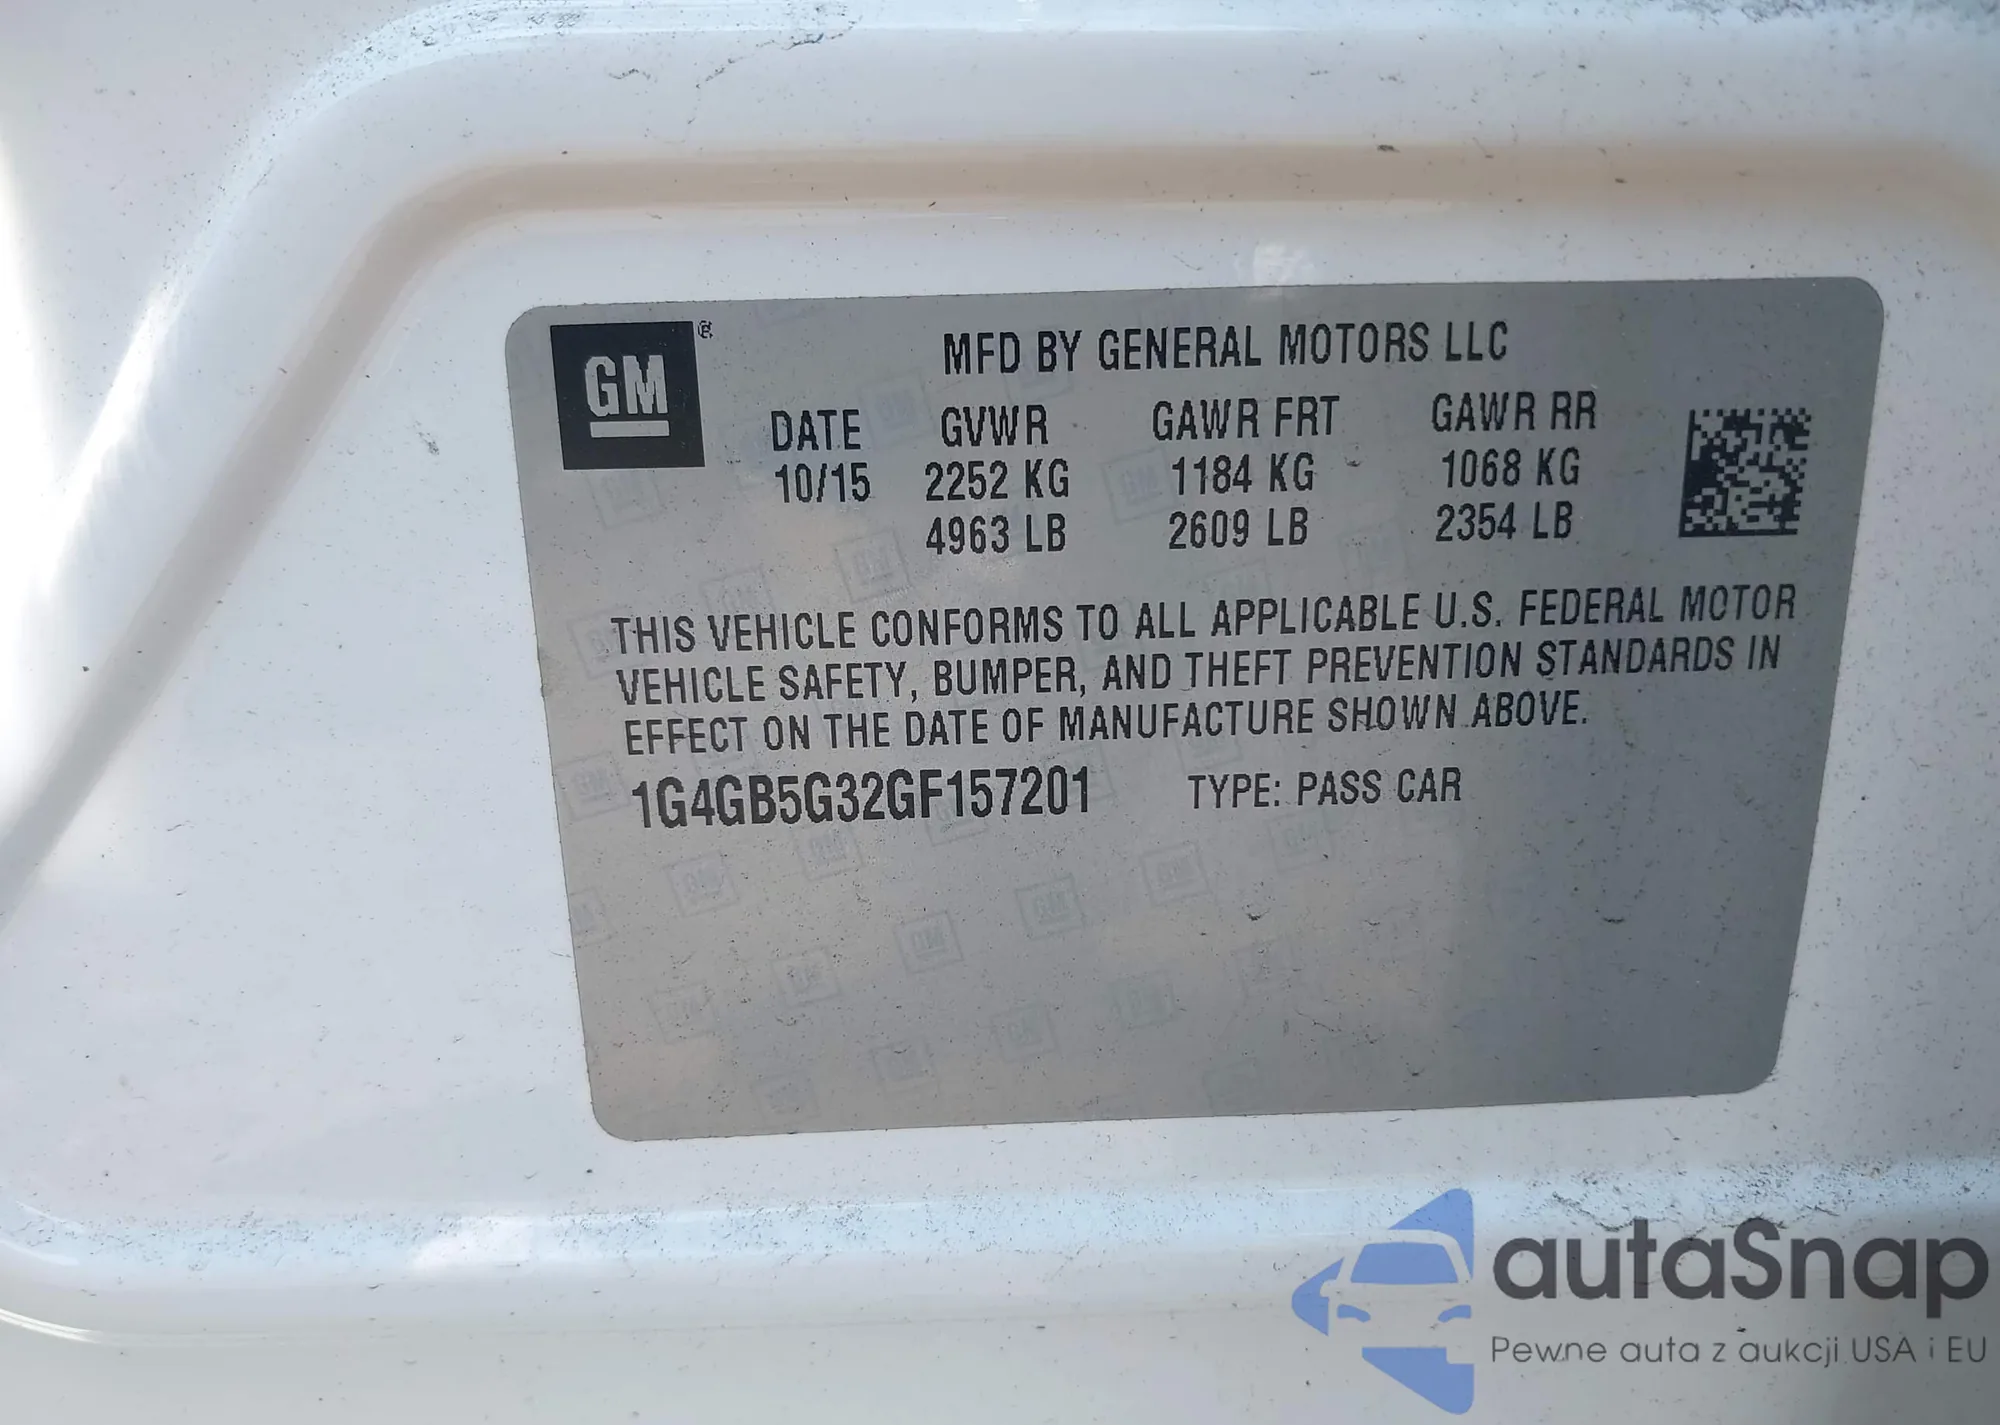 GM ®
MFD BY GENERAL MOTORS LLC
DATE GVWR GAWR FRT GAWR RR
10/15 2252 KG 1184 KG 1068 KG
4963 LB 2609 LB 2354 LB
THIS VEHICLE CONFORMS TO ALL APPLICABLE U.S. FEDERAL MOTOR
VEHICLE SAFETY, BUMPER, AND THEFT PREVENTION STANDARDS IN
EFFECT ON THE DATE OF MANUFACTURE SHOWN ABOVE.
1G4GB5G32GF157201 TYPE: PASS CAR
autaSnap
Pewne auta z aukcji USA i EU